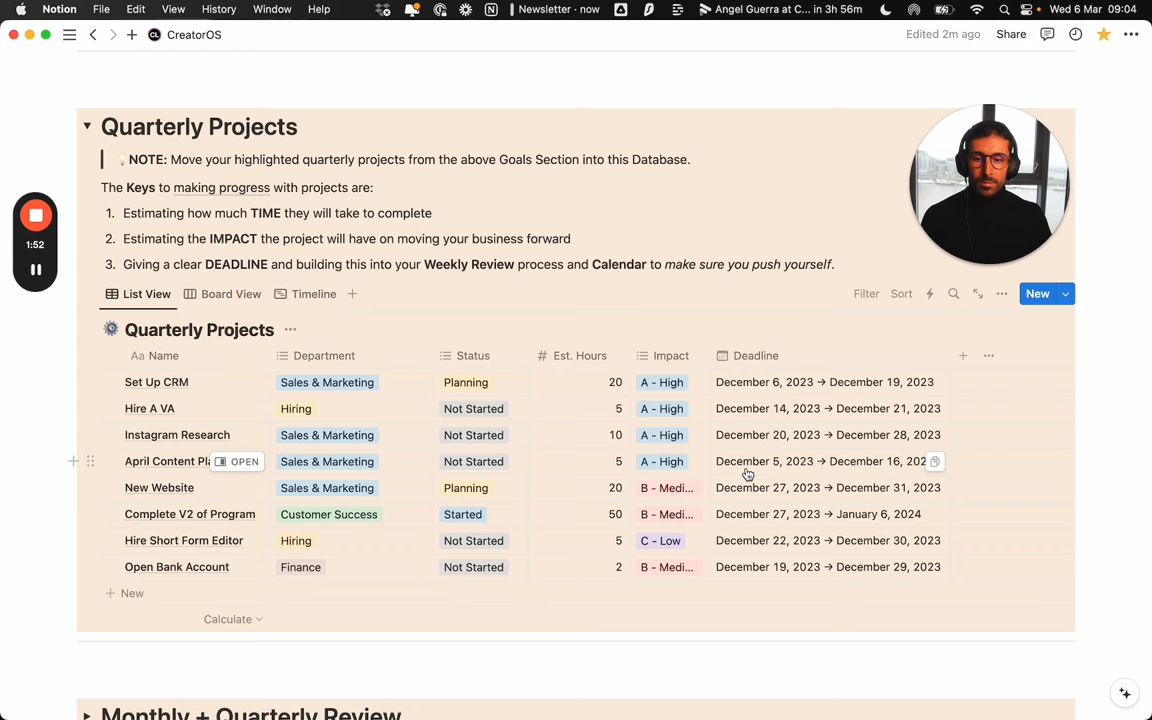 Notion File Edit View History Window Help Newsletter · now Angel Guerra at C... in 3h 56m Wed 6 Mar 09:04
CL CreatorOS Edited 2m ago Share
Quarterly Projects
💡NOTE: Move your highlighted quarterly projects from the above Goals Section into this Database.
The Keys to making progress with projects are:
1. Estimating how much TIME they will take to complete
1:52
2. Estimating the IMPACT the project will have on moving your business forward
3. Giving a clear DEADLINE and building this into your Weekly Review process and Calendar to make sure you push yourself.
List View Board View Timeline + Filter Sort New
Quarterly Projects ...
Aa Name Department Status # Est. Hours Impact Deadline + ...
Set Up CRM Sales & Marketing Planning 20 A - High December 6, 2023 → December 19, 2023
Hire A VA Hiring Not Started 5 A - High December 14, 2023 → December 21, 2023
Instagram Research Sales & Marketing Not Started 10 A - High December 20, 2023 → December 28, 2023
April Content Pla OPEN Sales & Marketing Not Started 5 A - High December 5, 2023 → December 16, 202
New Website Sales & Marketing Planning 20 B - Medi... December 27, 2023 → December 31, 2023
Complete V2 of Program Customer Success Started 50 B - Medi... December 27, 2023 → January 6, 2024
Hire Short Form Editor Hiring Not Started 5 C - Low December 22, 2023 → December 30, 2023
Open Bank Account Finance Not Started 2 B - Medi... December 19, 2023 → December 29, 2023
+ New
Calculate
Monthly + Quarterly Review